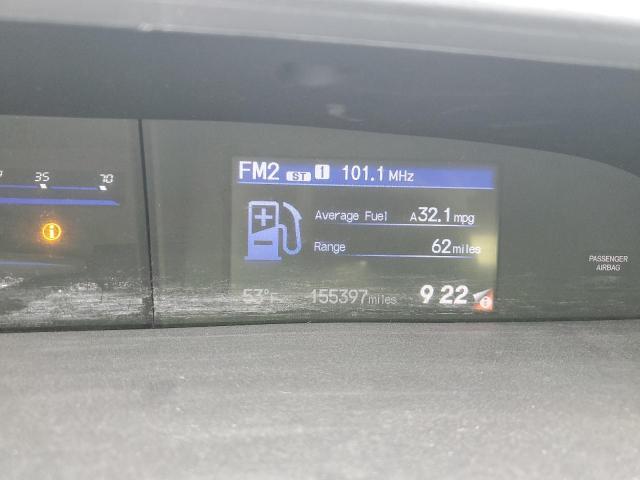 FM2 ST 1 101.1 MHz
35 70
Average Fuel A32.1 mpg
Range 62 miles
PASSENGER
AIRBAG
53°F 155397 miles 9 22